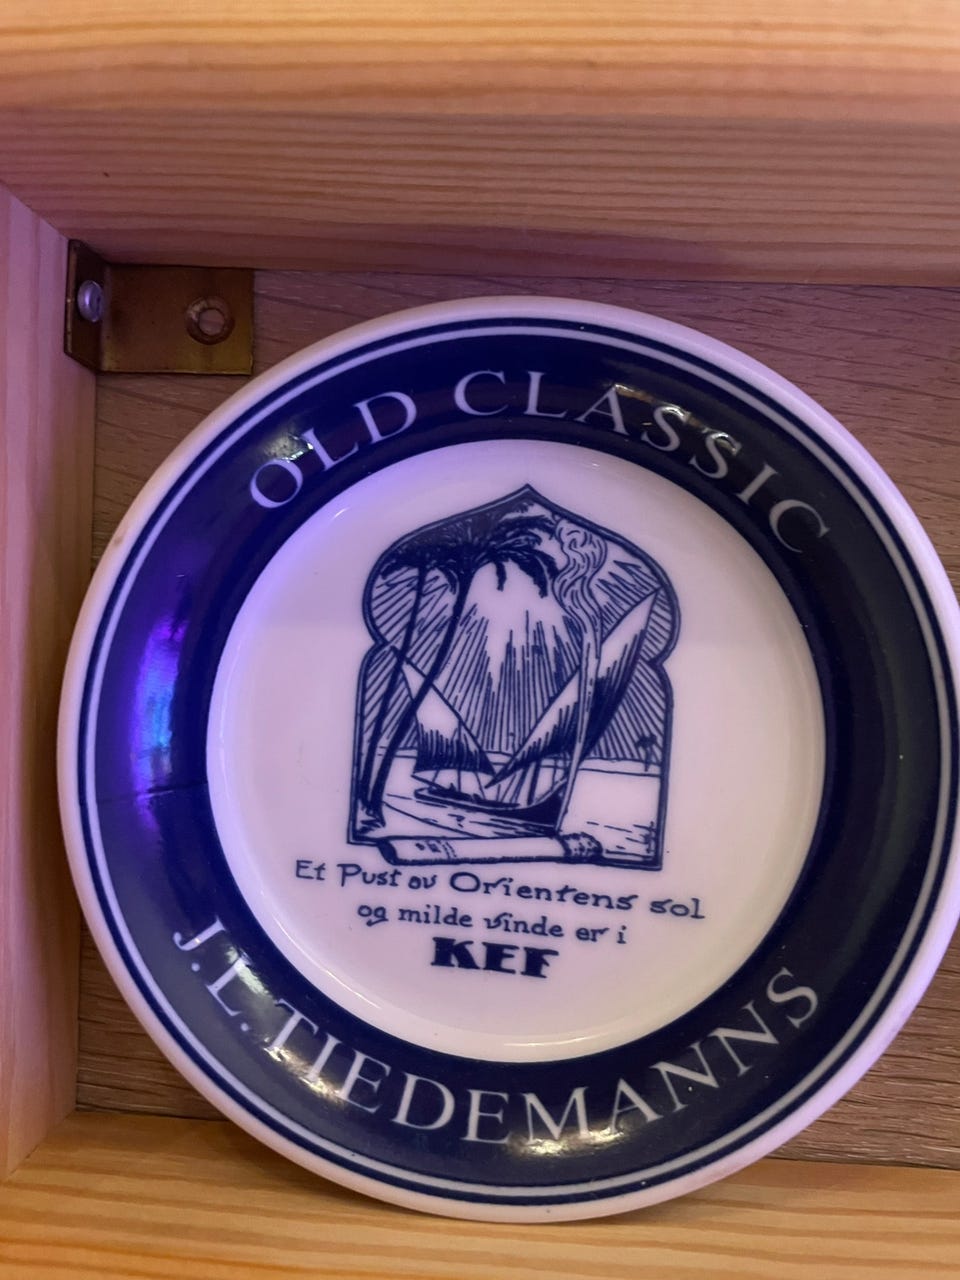 OLD CLASSIC
Et Pust av Orientens sol
og milde vinde er i
KEF
J.L.TIEDEMANNS